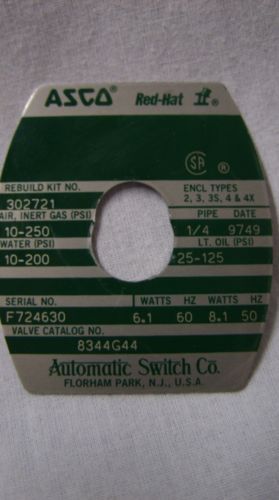 ASCO® Red-Hat II®
SA ®
REBUILD KIT NO. ENCL TYPES
302721 2, 3, 3S, 4 & 4X
AIR, INERT GAS (PSI) PIPE DATE
10-250 1/4 9749
WATER (PSI) LT. OIL (PSI)
10-200 25-125
SERIAL NO. WATTS HZ WATTS HZ
F724630 6.1 60 8.1 50
VALVE CATALOG NO.
8344G44
Automatic Switch Co.
FLORHAM PARK, N.J., U.S.A.